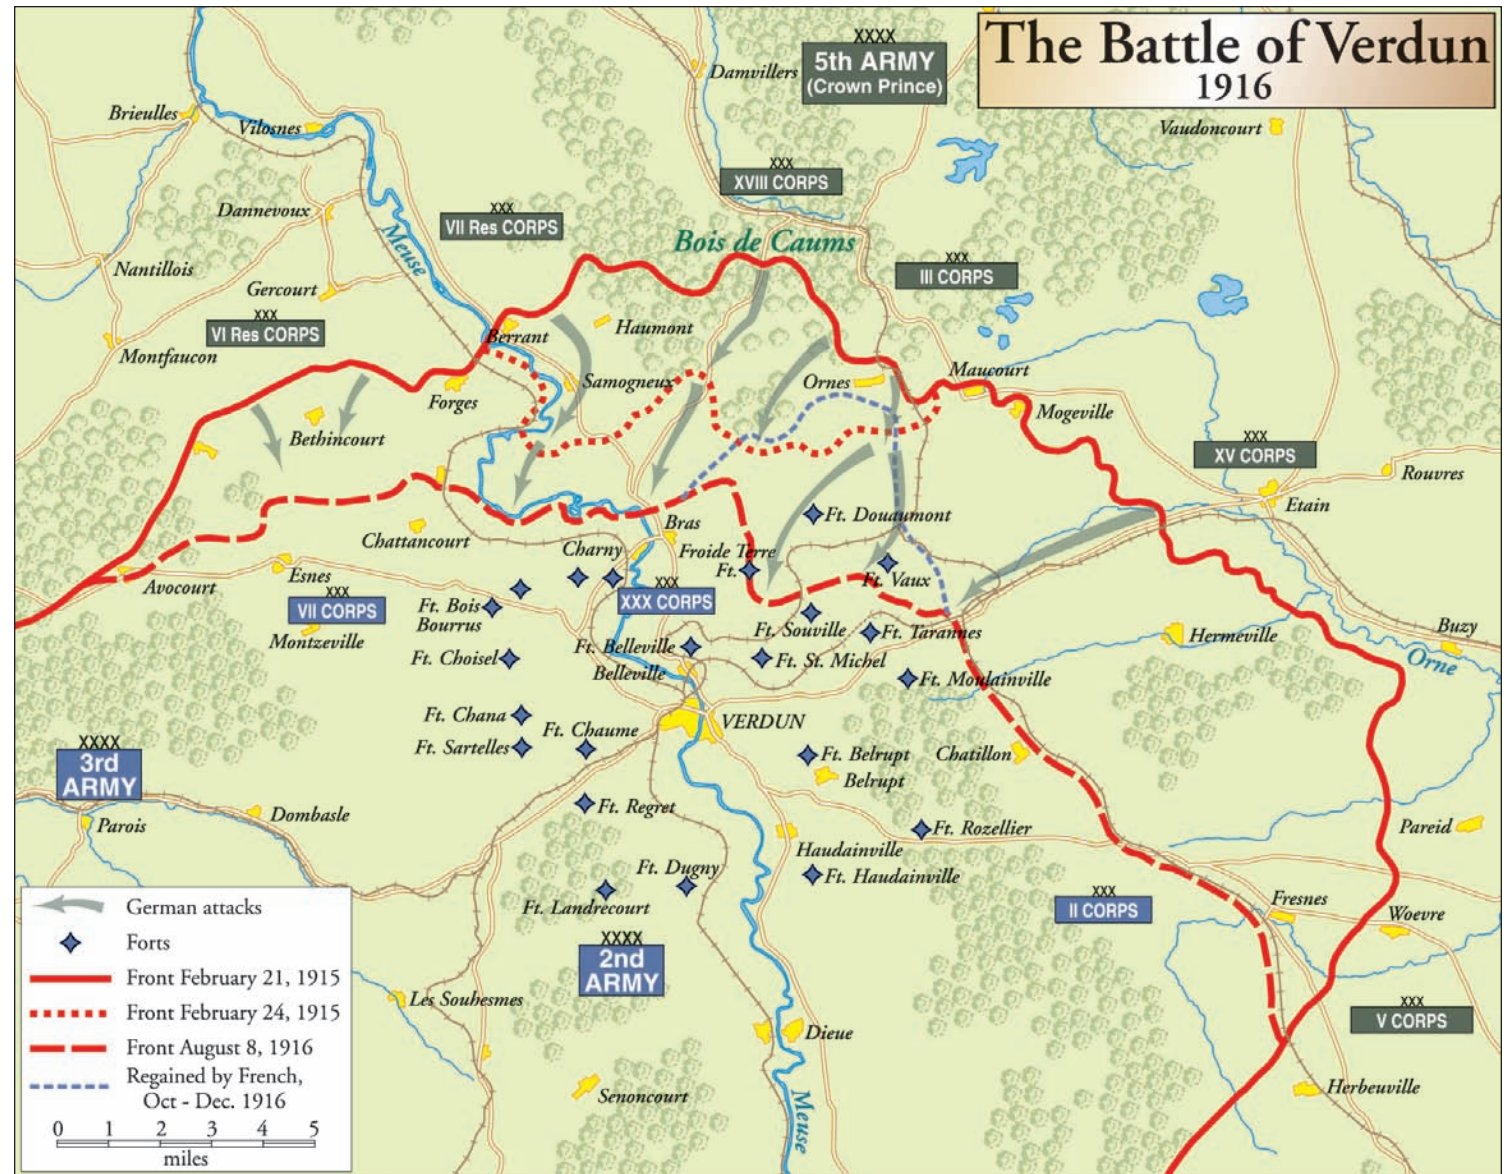 The Battle of Verdun
1916
XXXX
5th ARMY
(Crown Prince)
Damvillers
Brieulles
Vilosnes
Vaudoncourt
XXX
XVIII CORPS
Dannevoux
XXX
VII Res CORPS
Meuse
Bois de Caums
Nantillois
XXX
III CORPS
Gercourt
XXX
VI Res CORPS
Berrant
Haumont
Montfaucon
Forges
Samogneux
Ornes
Maucourt
Mogeville
Bethincourt
XXX
XV CORPS
Rouvres
Etain
Chattancourt
Bras
Ft. Douaumont
Charny
Froide Terre
Ft.
Ft. Vaux
Avocourt
Esnes
XXX
VII CORPS
XXX
XXX CORPS
Ft. Bois
Bourrus
Montzeville
Ft. Souville
Ft. Tarannes
Hermeville
Buzy
Orne
Ft. Choisel
Ft. Belleville
Belleville
Ft. St. Michel
Ft. Moulainville
Ft. Chana
Ft. Sartelles
Ft. Chaume
VERDUN
Ft. Belrupt
Belrupt
Chatillon
XXXX
3rd
ARMY
Parois
Dombasle
Ft. Regret
Ft. Rozellier
Pareid
Haudainville
Ft. Haudainville
Ft. Dugny
Ft. Landrecourt
XXX
II CORPS
Fresnes
Woevre
XXXX
2nd
ARMY
Les Souhesmes
Dieue
XXX
V CORPS
Senoncourt
Meuse
Herbeuville
German attacks
Forts
Front February 21, 1915
Front February 24, 1915
Front August 8, 1916
Regained by French,
Oct - Dec. 1916
0 1 2 3 4 5
miles